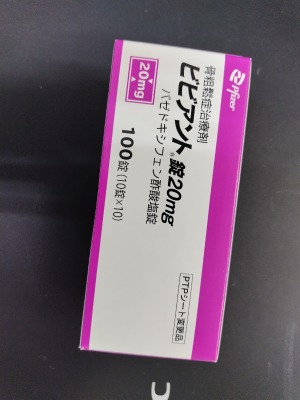 Pfizer
骨粗鬆症治療剤
20mg
ビビアント®錠20mg
バゼドキシフェン酢酸塩錠
100錠(10錠×10)
PTPシート変更品